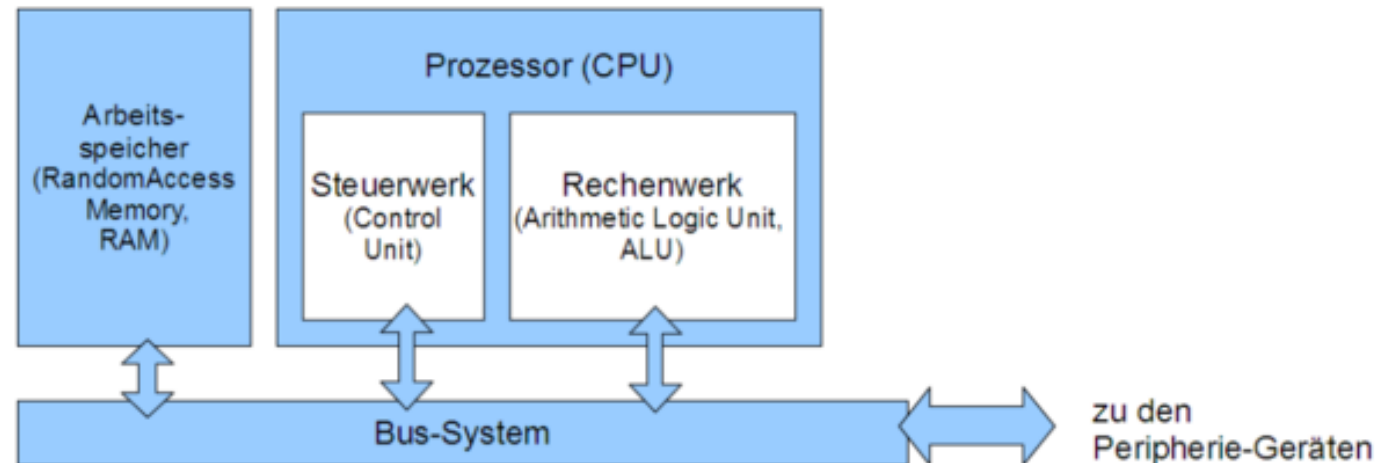 Arbeits-
speicher
(RandomAccess
Memory,
RAM)
Prozessor (CPU)
Steuerwerk
(Control
Unit)
Rechenwerk
(Arithmetic Logic Unit,
ALU)
Bus-System
zu den
Peripherie-Geräten